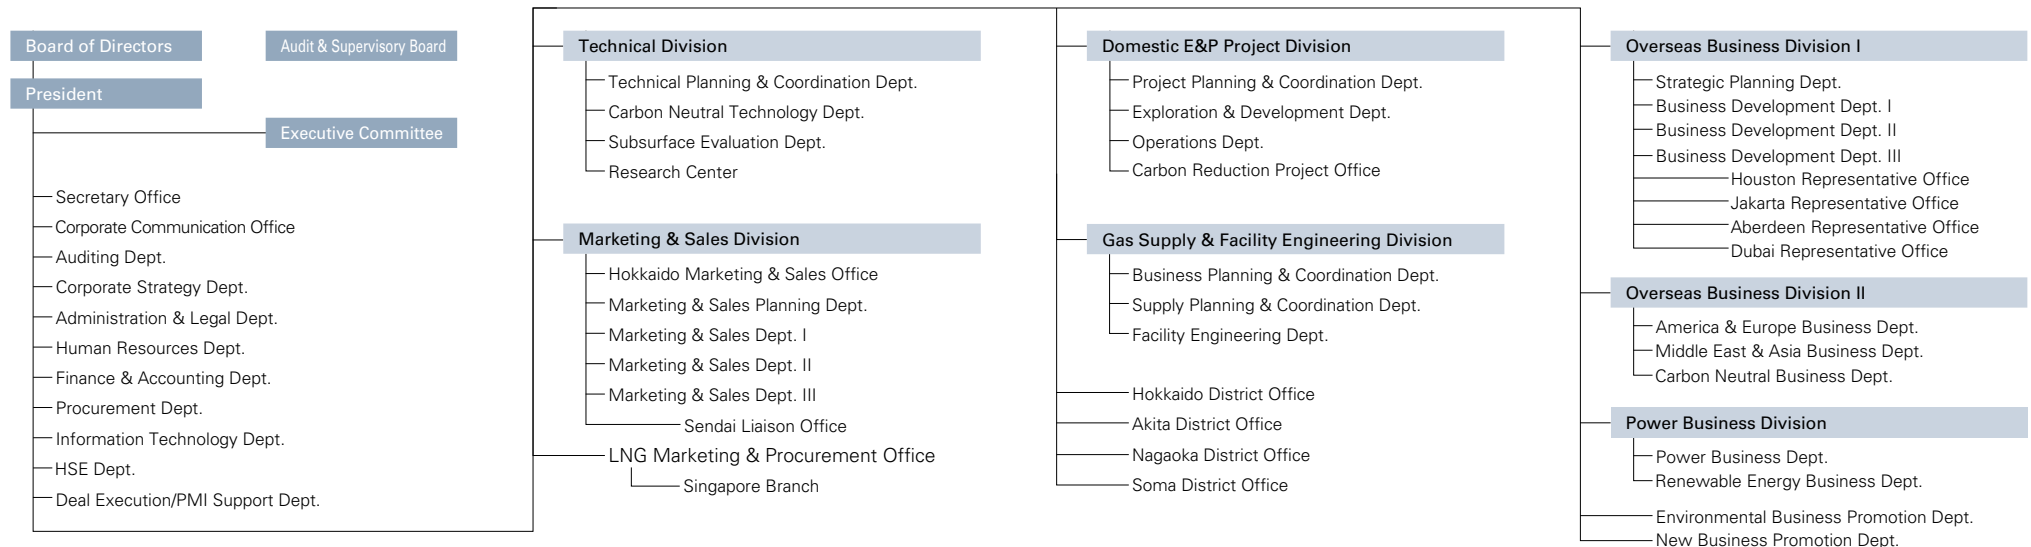 Board of Directors
Audit & Supervisory Board
President
Executive Committee
Secretary Office
Corporate Communication Office
Auditing Dept.
Corporate Strategy Dept.
Administration & Legal Dept.
Human Resources Dept.
Finance & Accounting Dept.
Procurement Dept.
Information Technology Dept.
HSE Dept.
Deal Execution/PMI Support Dept.
Technical Division
Technical Planning & Coordination Dept.
Carbon Neutral Technology Dept.
Subsurface Evaluation Dept.
Research Center
Marketing & Sales Division
Hokkaido Marketing & Sales Office
Marketing & Sales Planning Dept.
Marketing & Sales Dept. I
Marketing & Sales Dept. II
Marketing & Sales Dept. III
Sendai Liaison Office
LNG Marketing & Procurement Office
Singapore Branch
Domestic E&P Project Division
Project Planning & Coordination Dept.
Exploration & Development Dept.
Operations Dept.
Carbon Reduction Project Office
Gas Supply & Facility Engineering Division
Business Planning & Coordination Dept.
Supply Planning & Coordination Dept.
Facility Engineering Dept.
Hokkaido District Office
Akita District Office
Nagaoka District Office
Soma District Office
Overseas Business Division I
Strategic Planning Dept.
Business Development Dept. I
Business Development Dept. II
Business Development Dept. III
Houston Representative Office
Jakarta Representative Office
Aberdeen Representative Office
Dubai Representative Office
Overseas Business Division II
America & Europe Business Dept.
Middle East & Asia Business Dept.
Carbon Neutral Business Dept.
Power Business Division
Power Business Dept.
Renewable Energy Business Dept.
Environmental Business Promotion Dept.
New Business Promotion Dept.